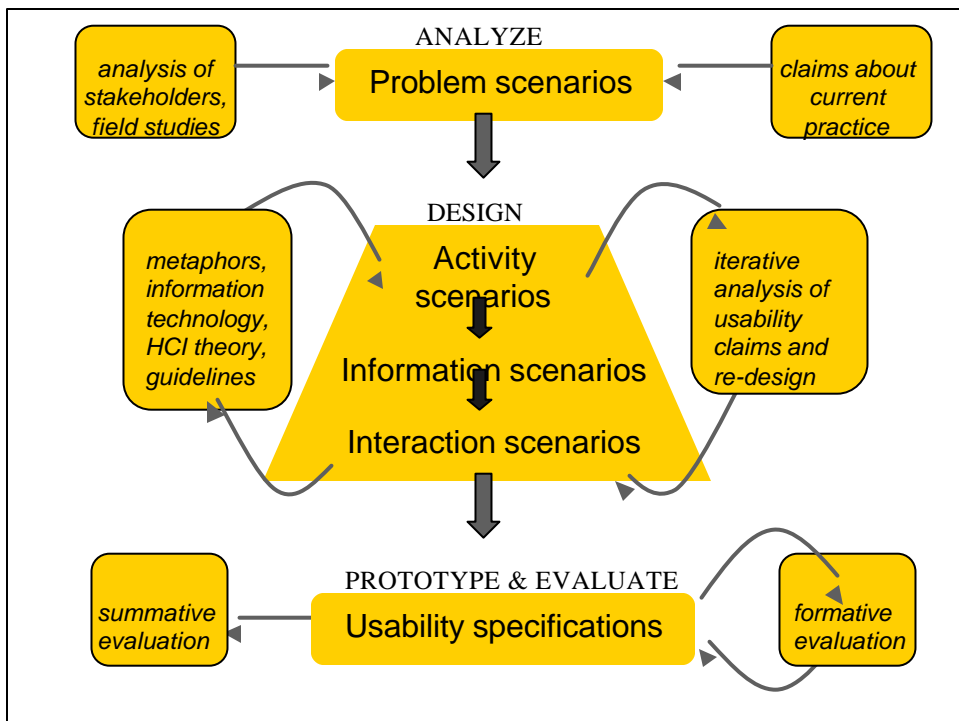 ANALYZE
analysis of
stakeholders,
field studies
Problem scenarios
claims about
current
practice
DESIGN
metaphors,
information
technology,
HCI theory,
guidelines
Activity
scenarios
Information scenarios
Interaction scenarios
iterative
analysis of
usability
claims and
re-design
PROTOTYPE & EVALUATE
summative
evaluation
Usability specifications
formative
evaluation